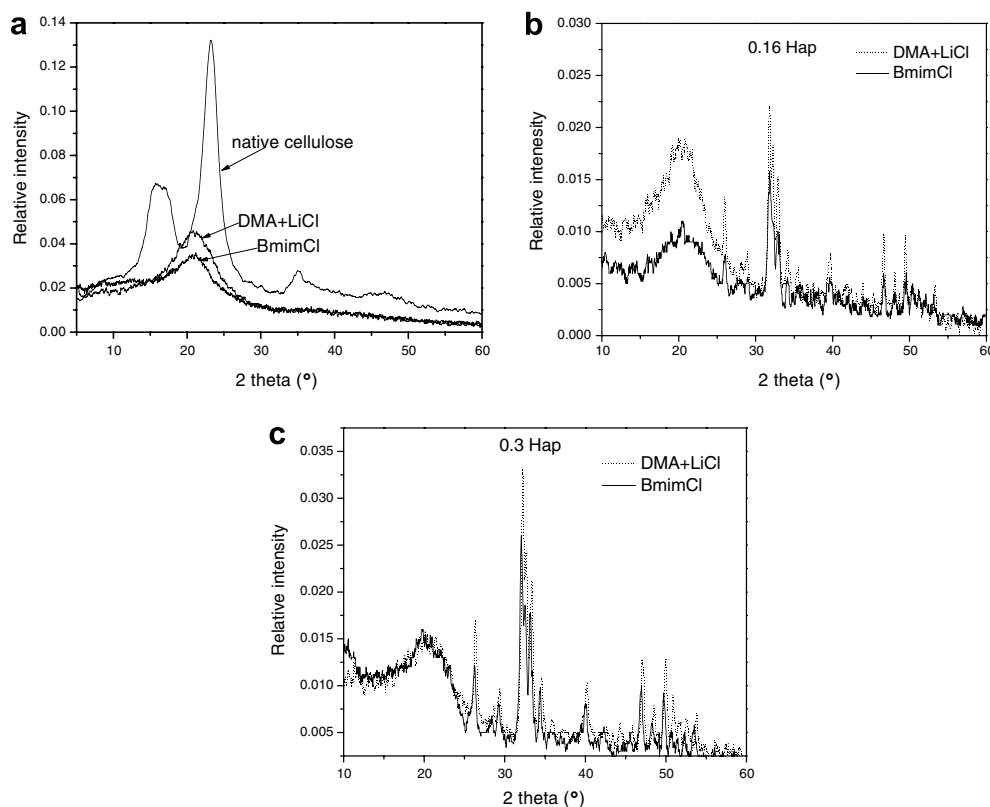 a
0.14
0.12
0.10
0.08
0.06
0.04
0.02
0.00
Relative intensity
native cellulose
DMA+LiCl
BmimCl
10 20 30 40 50 60
2 theta (°)
b
0.030
0.025
0.020
0.015
0.010
0.005
0.000
Relative intenesity
0.16 Hap
DMA+LiCl
BmimCl
10 20 30 40 50 60
2 theta (°)
c
0.035
0.030
0.025
0.020
0.015
0.010
0.005
Relative intensity
0.3 Hap
DMA+LiCl
BmimCl
10 20 30 40 50 60
2 theta (°)